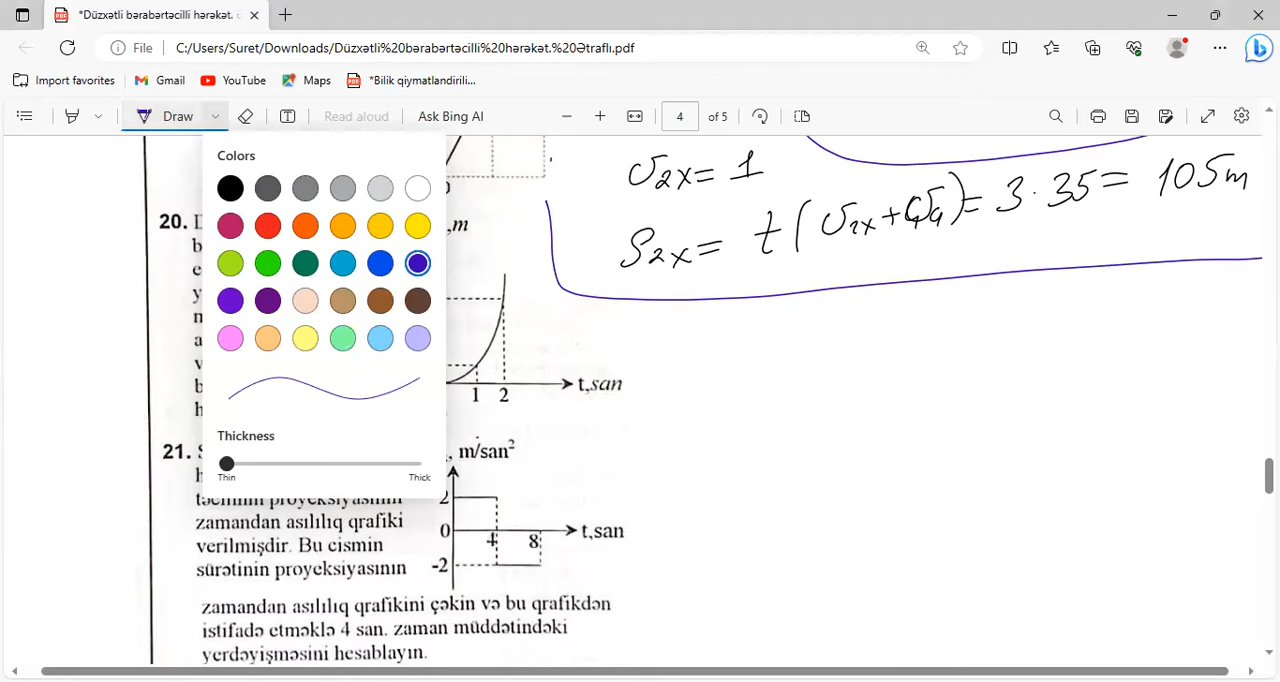 *Düzxətli bərabərtəcilli hərəkət.
File
C:/Users/Suret/Downloads/Düzxətli%20bərabərtəcilli%20hərəkət.%20Ətraflı.pdf
Import favorites
Gmail
YouTube
Maps
*Bilik qiymətləndirili...
Draw
Read aloud
Ask Bing AI
4 of 5
Colors
Thickness
Thin
Thick
υ2x = 1
S2x =
= 3·35 = 105m
20.
,m
1 2
t,san
21.
, m/san²
təcilinin proyeksiyasının
zamandan asılılıq qrafiki
verilmişdir. Bu cismin
sürətinin proyeksiyasının
2
0
-2
4
8
t,san
zamandan asılılıq qrafikini çəkin və bu qrafikdən
istifadə etməklə 4 san. zaman müddətindəki
yerdəyişməsini hesablayın.